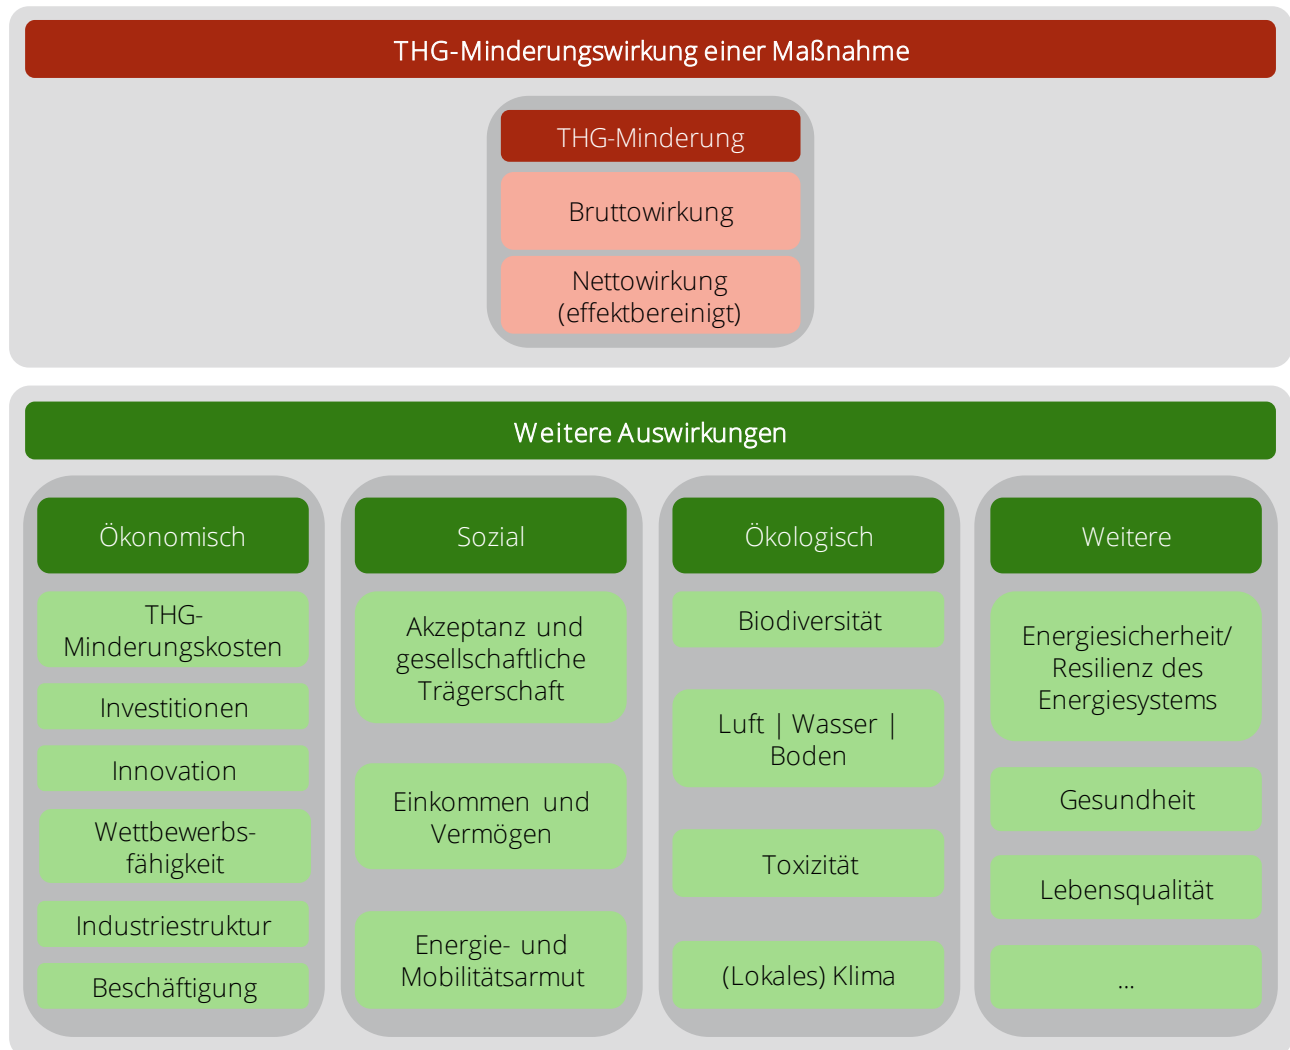 THG-Minderungswirkung einer Maßnahme
THG-Minderung
Bruttowirkung
Nettowirkung
(effektbereinigt)
Weitere Auswirkungen
Ökonomisch
THG-
Minderungskosten
Investitionen
Innovation
Wettbewerbs-
fähigkeit
Industriestruktur
Beschäftigung
Sozial
Akzeptanz und
gesellschaftliche
Trägerschaft
Einkommen und
Vermögen
Energie- und
Mobilitätsarmut
Ökologisch
Biodiversität
Luft | Wasser |
Boden
Toxizität
(Lokales) Klima
Weitere
Energiesicherheit/
Resilienz des
Energiesystems
Gesundheit
Lebensqualität
...